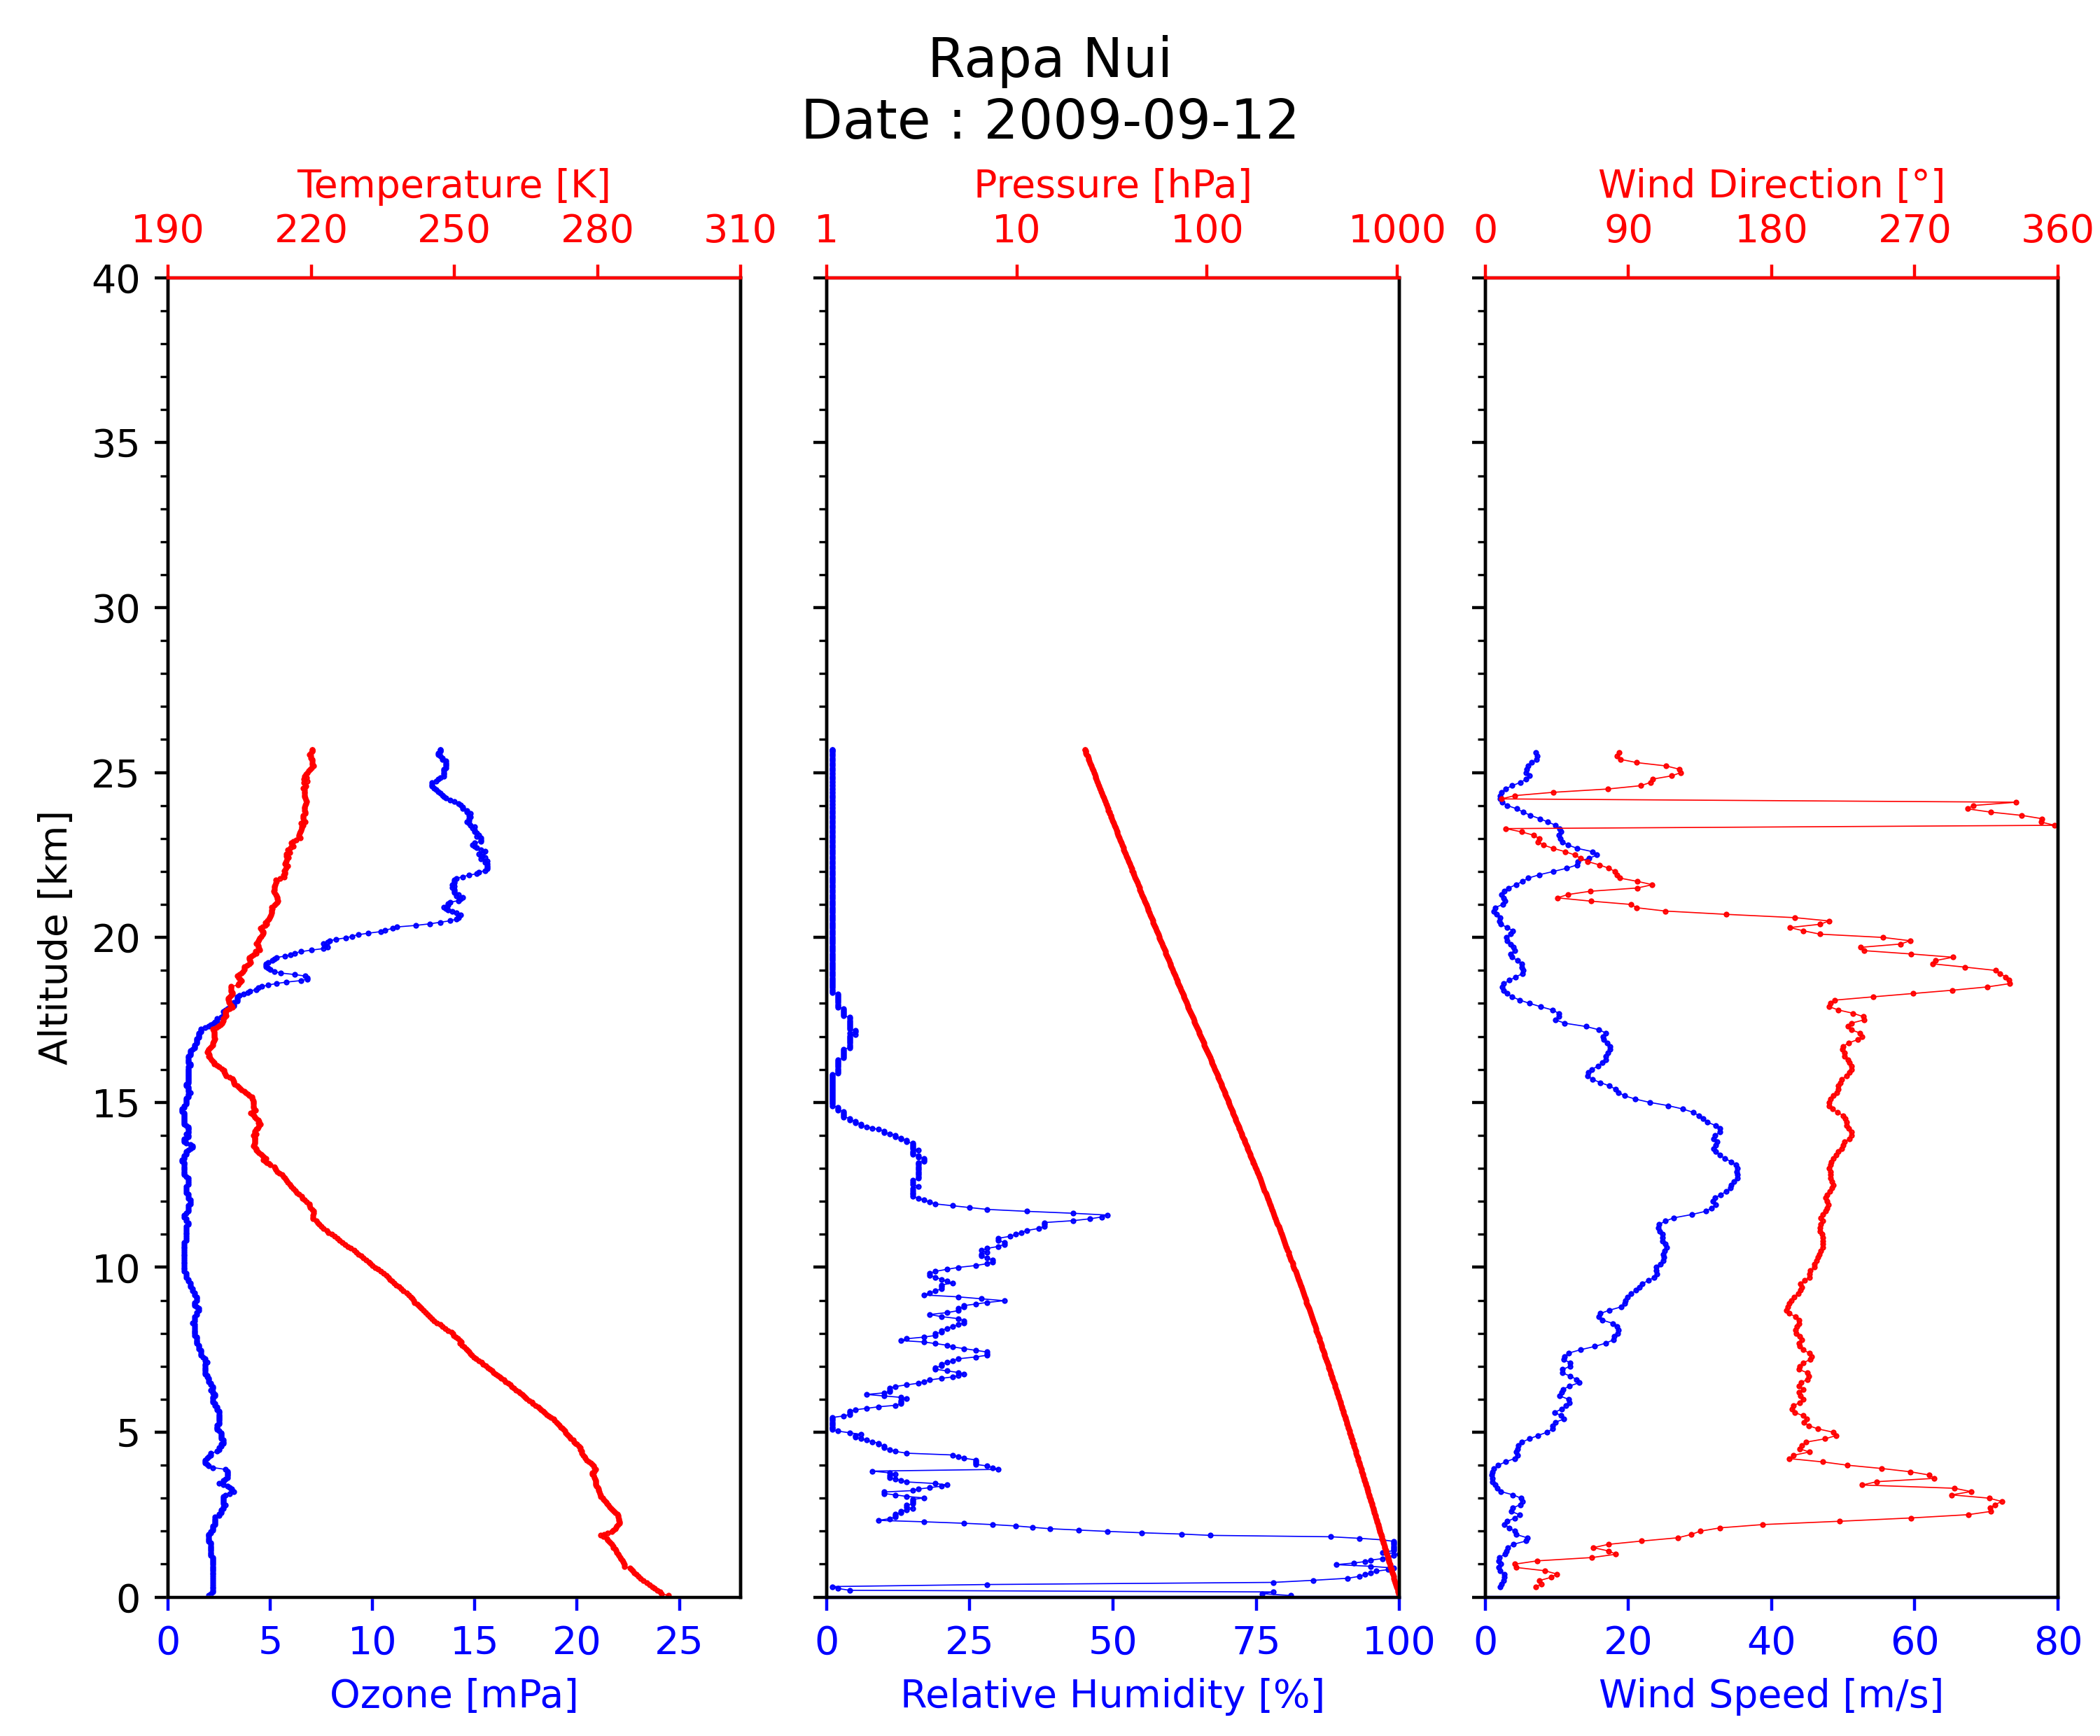 Rapa Nui
Date : 2009-09-12
Temperature [K]
190 220 250 280 310
Pressure [hPa]
1 10 100 1000
Wind Direction [°]
0 90 180 270 360
Altitude [km]
40
35
30
25
20
15
10
5
0
0 5 10 15 20 25
Ozone [mPa]
0 25 50 75 100
Relative Humidity [%]
0 20 40 60 80
Wind Speed [m/s]